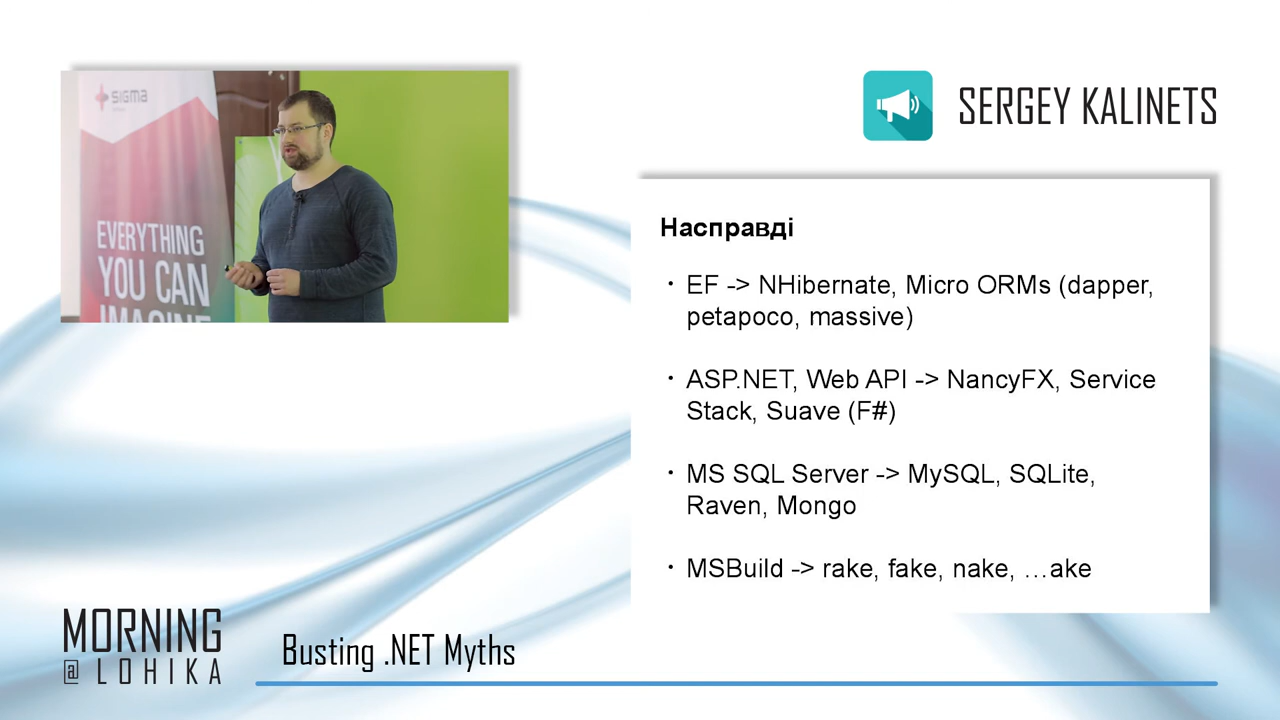 sigma
EVERYTHING
YOU CAN
IMAGINE
SERGEY KALINETS
Насправді
· EF -> NHibernate, Micro ORMs (dapper,
petapoco, massive)
· ASP.NET, Web API -> NancyFX, Service
Stack, Suave (F#)
· MS SQL Server -> MySQL, SQLite,
Raven, Mongo
· MSBuild -> rake, fake, nake, …ake
MORNING
@ LOHIKA
Busting .NET Myths